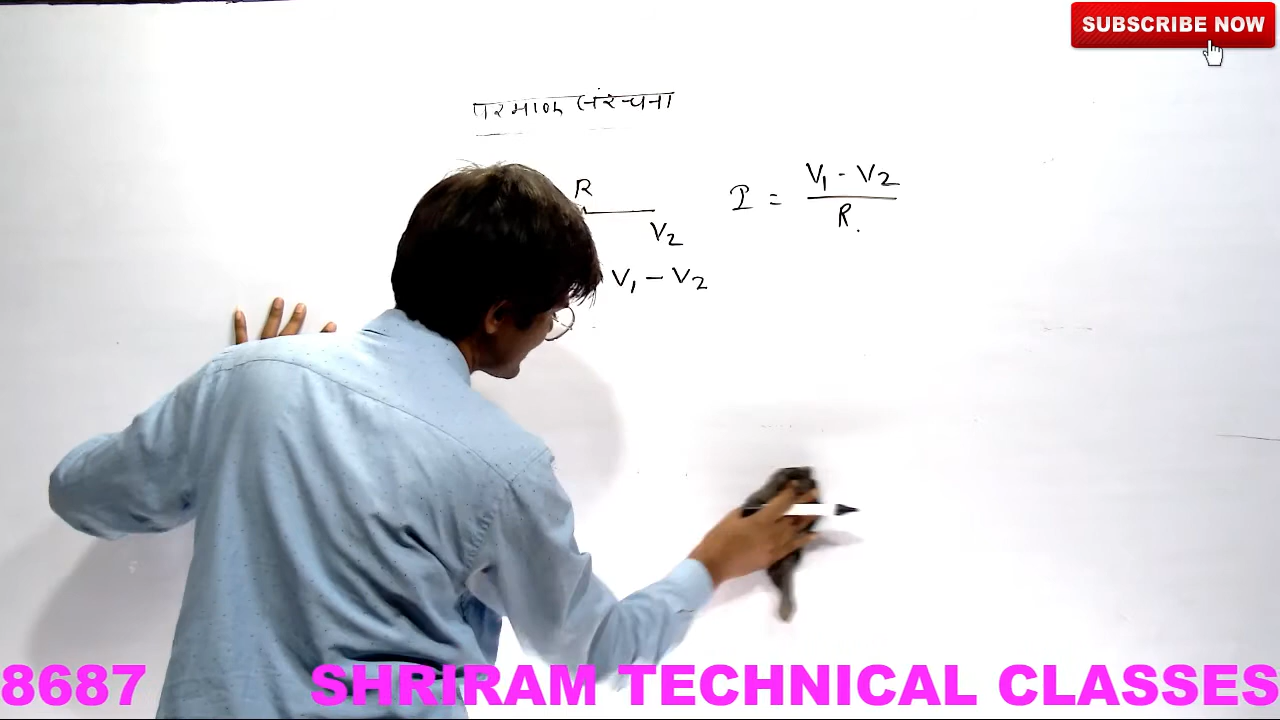 SUBSCRIBE NOW
परमाणु संरचना
R
V₂
V₁ - V₂
I = (V₁ - V₂) / R.
8687 SHRIRAM TECHNICAL CLASSES